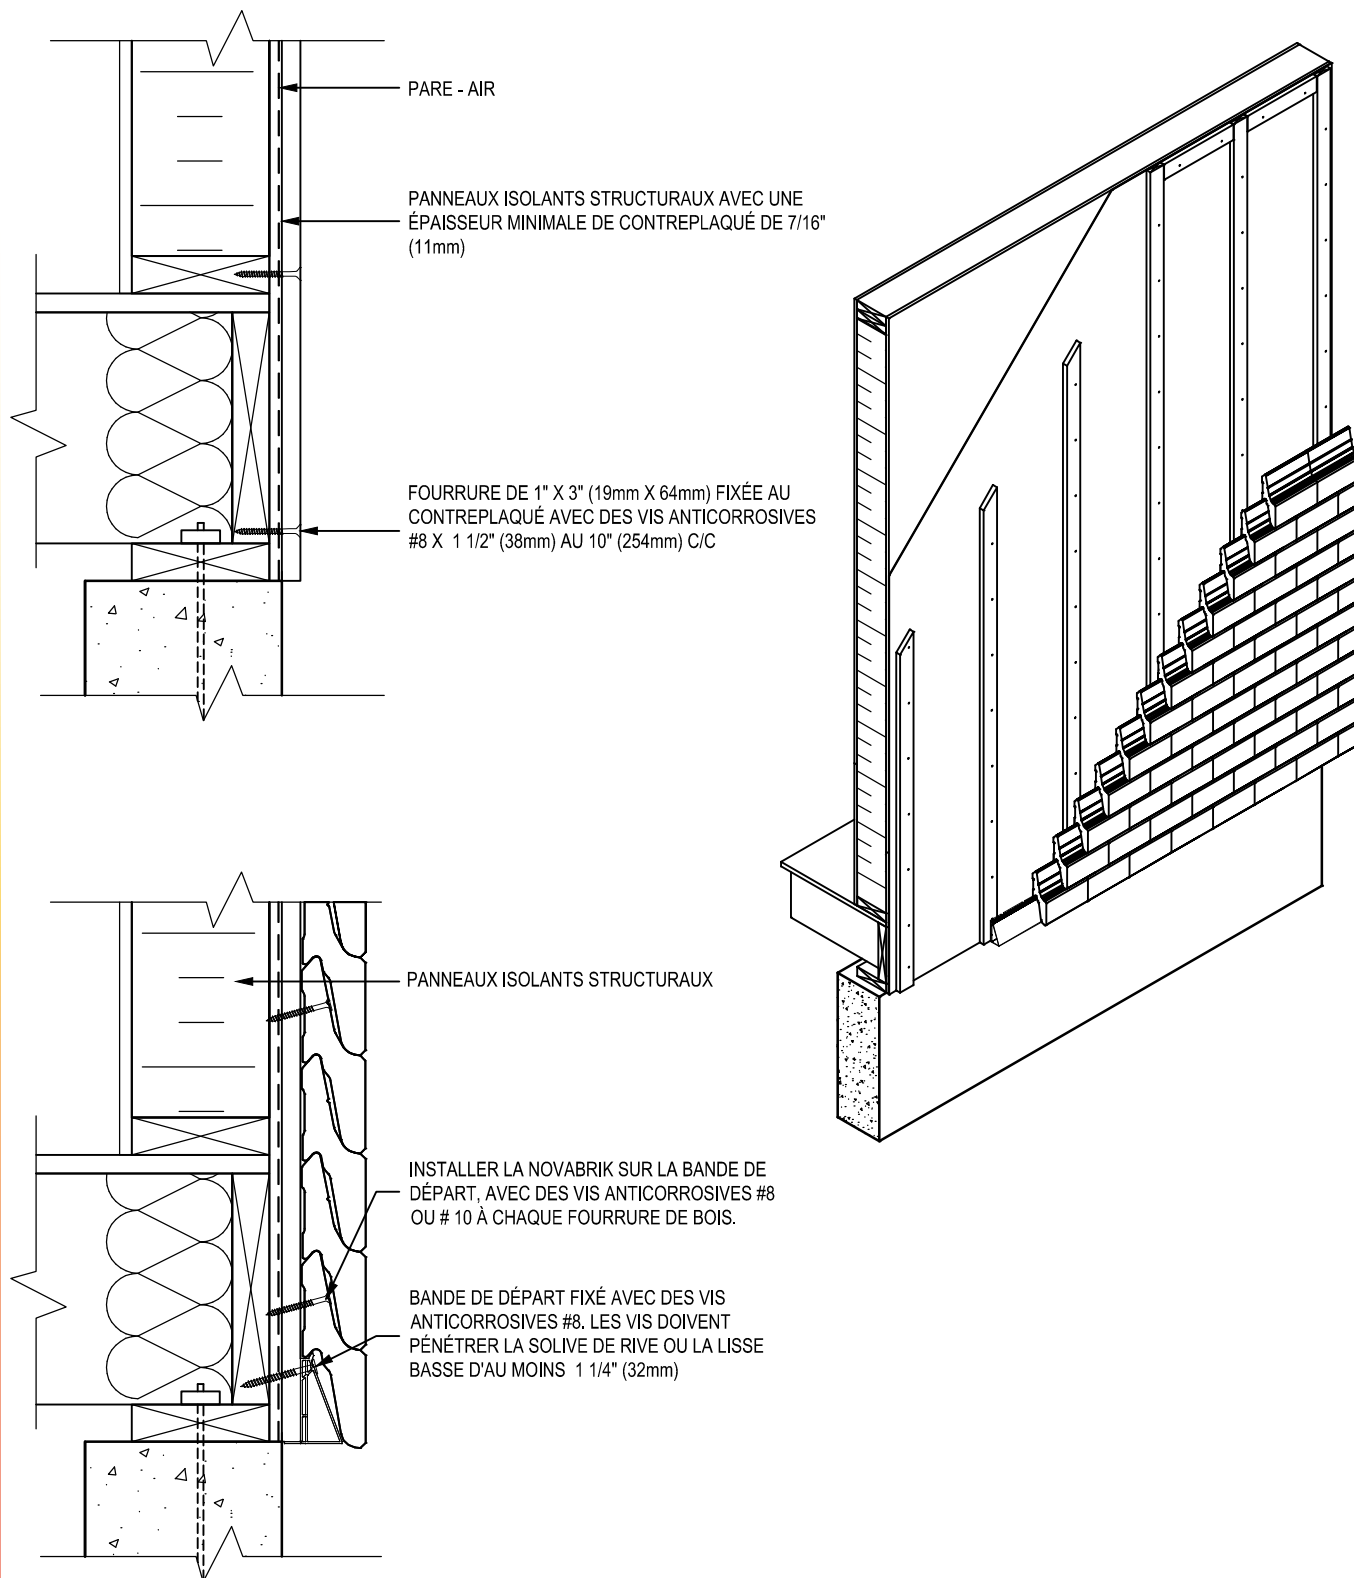 PARE - AIR
PANNEAUX ISOLANTS STRUCTURAUX AVEC UNE
ÉPAISSEUR MINIMALE DE CONTREPLAQUÉ DE 7/16"
(11mm)
FOURRURE DE 1" X 3" (19mm X 64mm) FIXÉE AU
CONTREPLAQUÉ AVEC DES VIS ANTICORROSIVES
#8 X 1 1/2" (38mm) AU 10" (254mm) C/C
PANNEAUX ISOLANTS STRUCTURAUX
INSTALLER LA NOVABRIK SUR LA BANDE DE
DÉPART, AVEC DES VIS ANTICORROSIVES #8
OU # 10 À CHAQUE FOURRURE DE BOIS.
BANDE DE DÉPART FIXÉ AVEC DES VIS
ANTICORROSIVES #8. LES VIS DOIVENT
PÉNÉTRER LA SOLIVE DE RIVE OU LA LISSE
BASSE D'AU MOINS 1 1/4" (32mm)